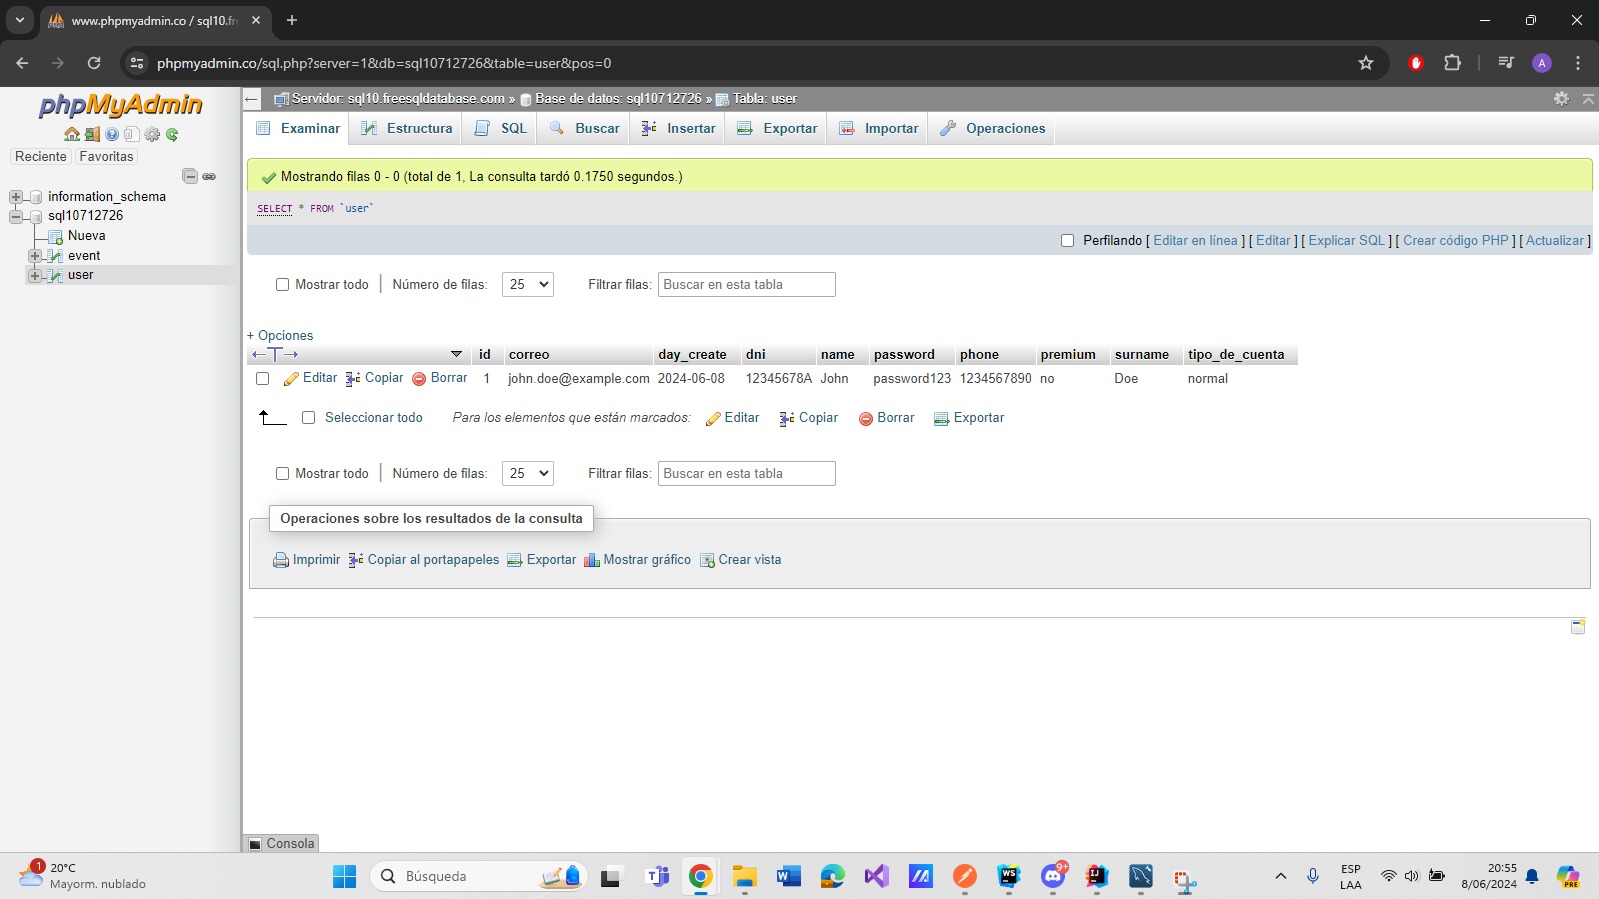 www.phpmyadmin.co / sql10.fr
phpmyadmin.co/sql.php?server=1&db=sql10712726&table=user&pos=0
A
phpMyAdmin
Reciente Favoritas
information_schema
sql10712726
Nueva
event
user
Servidor: sql10.freesqldatabase.com » Base de datos: sql10712726 » Tabla: user
Examinar Estructura SQL Buscar Insertar Exportar Importar Operaciones
Mostrando filas 0 - 0 (total de 1, La consulta tardó 0.1750 segundos.)
SELECT * FROM `user`
Perfilando [ Editar en línea ] [ Editar ] [ Explicar SQL ] [ Crear código PHP ] [ Actualizar ]
Mostrar todo | Número de filas: 25 Filtrar filas: Buscar en esta tabla
+ Opciones
←T→ id correo day_create dni name password phone premium surname tipo_de_cuenta
Editar Copiar Borrar 1 john.doe@example.com 2024-06-08 12345678A John password123 1234567890 no Doe normal
Seleccionar todo Para los elementos que están marcados: Editar Copiar Borrar Exportar
Mostrar todo | Número de filas: 25 Filtrar filas: Buscar en esta tabla
Operaciones sobre los resultados de la consulta
Imprimir Copiar al portapapeles Exportar Mostrar gráfico Crear vista
Consola
1 20°C
Mayorm. nublado
Búsqueda
WS
9+
IJ
ESP
LAA
20:55
8/06/2024
PRE